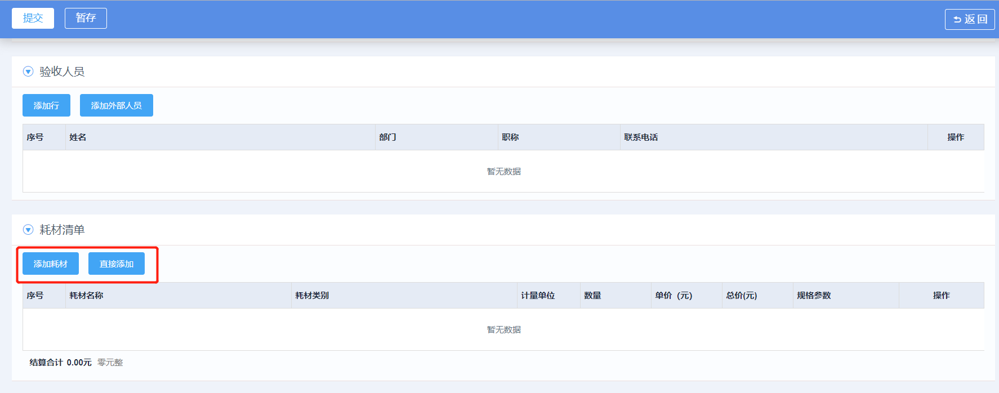 提交 暂存 返回
验收人员
添加行 添加外部人员
序号 姓名 部门 职称 联系电话 操作
暂无数据
耗材清单
添加耗材 直接添加
序号 耗材名称 耗材类别 计量单位 数量 单价（元） 总价(元) 规格参数 操作
暂无数据
结算合计 0.00元 零元整